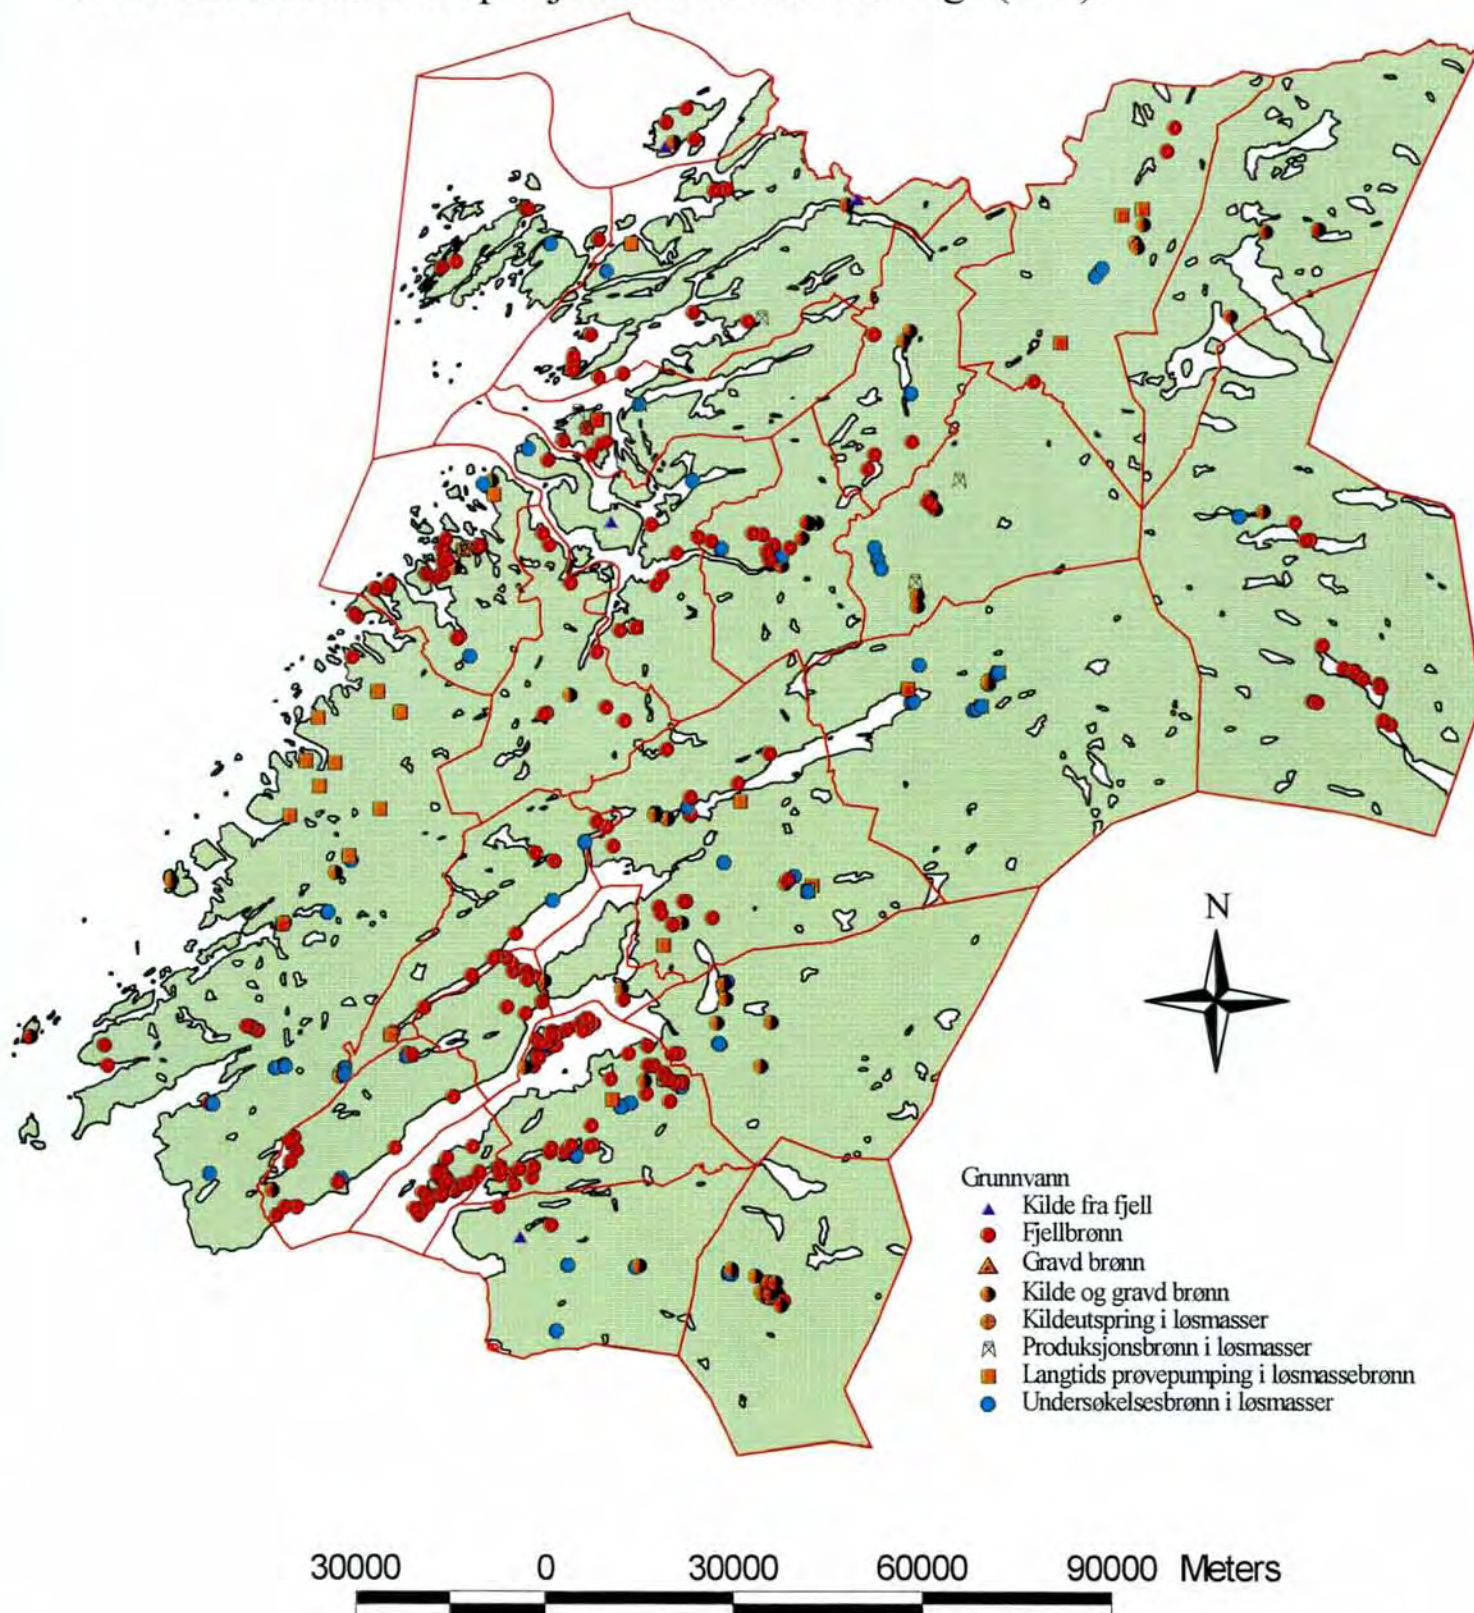 N
Grunnvann
Kilde fra fjell
Fjellbrønn
Gravd brønn
Kilde og gravd brønn
Kildeutspring i løsmasser
Produksjonsbrønn i løsmasser
Langtids prøvepumping i løsmassebrønn
Undersøkelsesbrønn i løsmasser
30000 0 30000 60000 90000 Meters